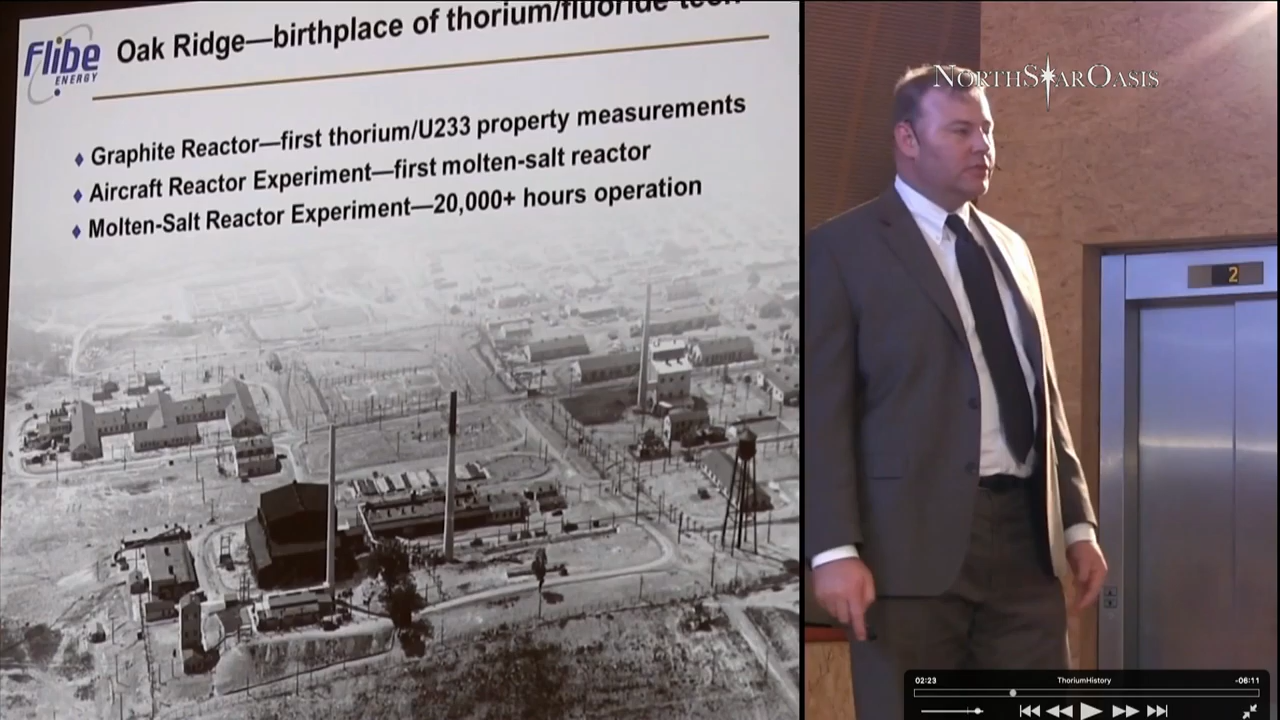 Flibe
ENERGY
Oak Ridge—birthplace of thorium/fluoride tech
♦ Graphite Reactor—first thorium/U233 property measurements
♦ Aircraft Reactor Experiment—first molten-salt reactor
♦ Molten-Salt Reactor Experiment—20,000+ hours operation
NORTHSTAROASIS
2
02:23
ThoriumHistory
-06:11